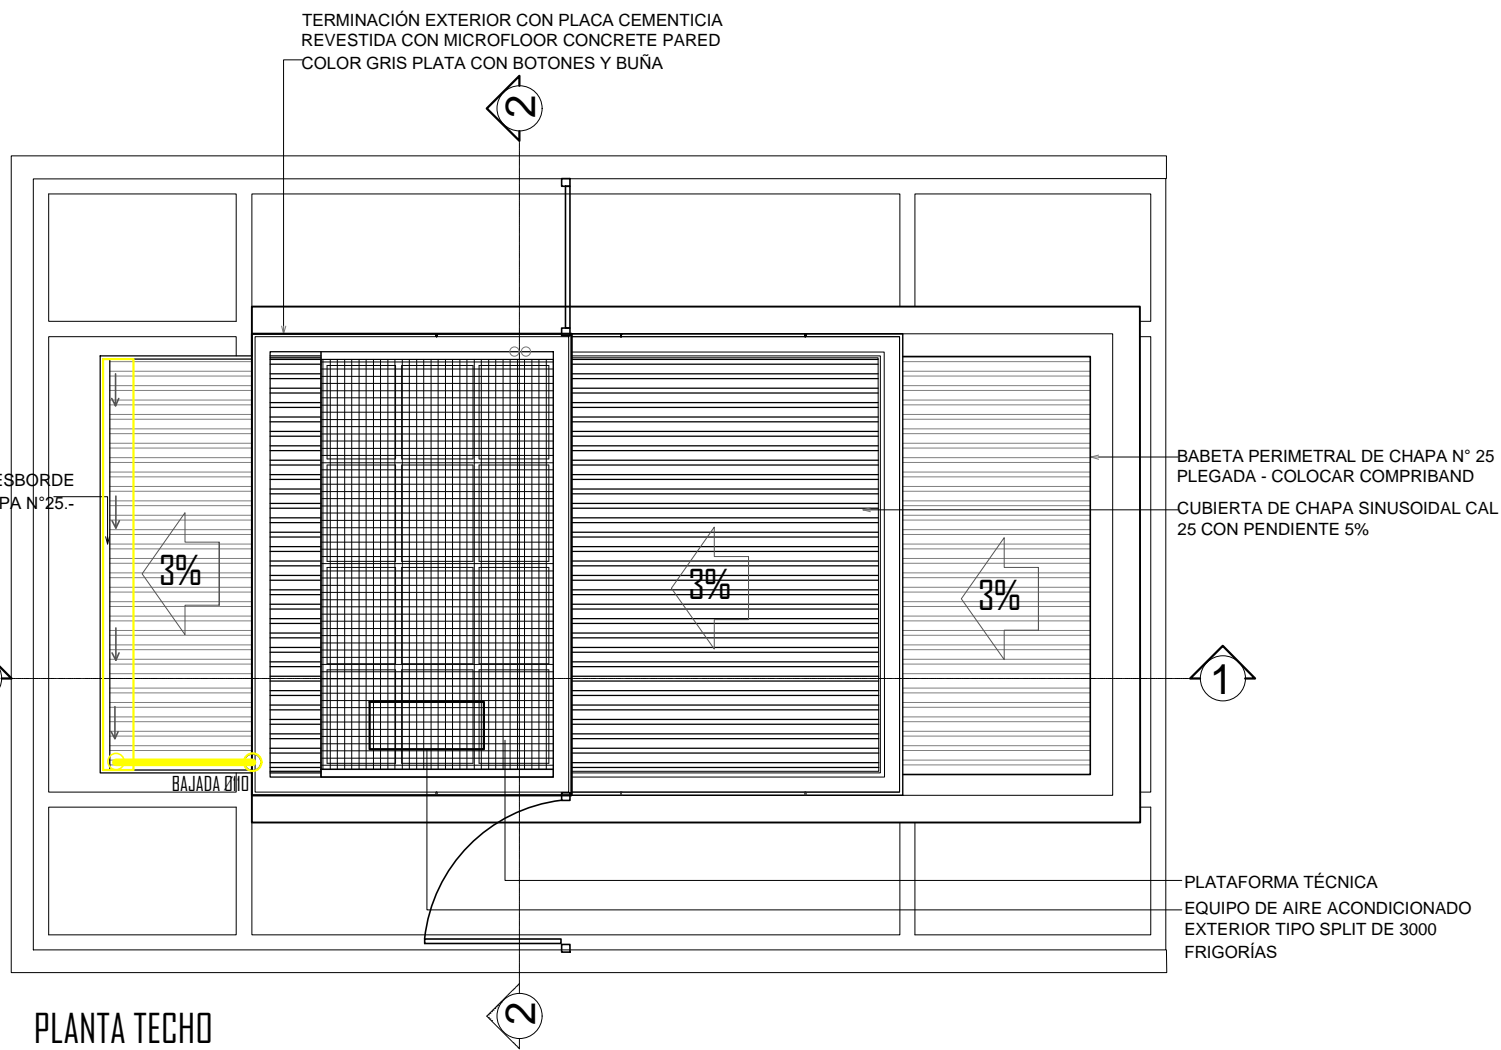 TERMINACIÓN EXTERIOR CON PLACA CEMENTICIA
REVESTIDA CON MICROFLOOR CONCRETE PARED
COLOR GRIS PLATA CON BOTONES Y BUÑA
2
ESBORDE
PA N°25.-
3%
3%
3%
BABETA PERIMETRAL DE CHAPA N° 25
PLEGADA - COLOCAR COMPRIBAND
CUBIERTA DE CHAPA SINUSOIDAL CAL
25 CON PENDIENTE 5%
1
BAJADA Ø110
PLATAFORMA TÉCNICA
EQUIPO DE AIRE ACONDICIONADO
EXTERIOR TIPO SPLIT DE 3000
FRIGORÍAS
2
PLANTA TECHO